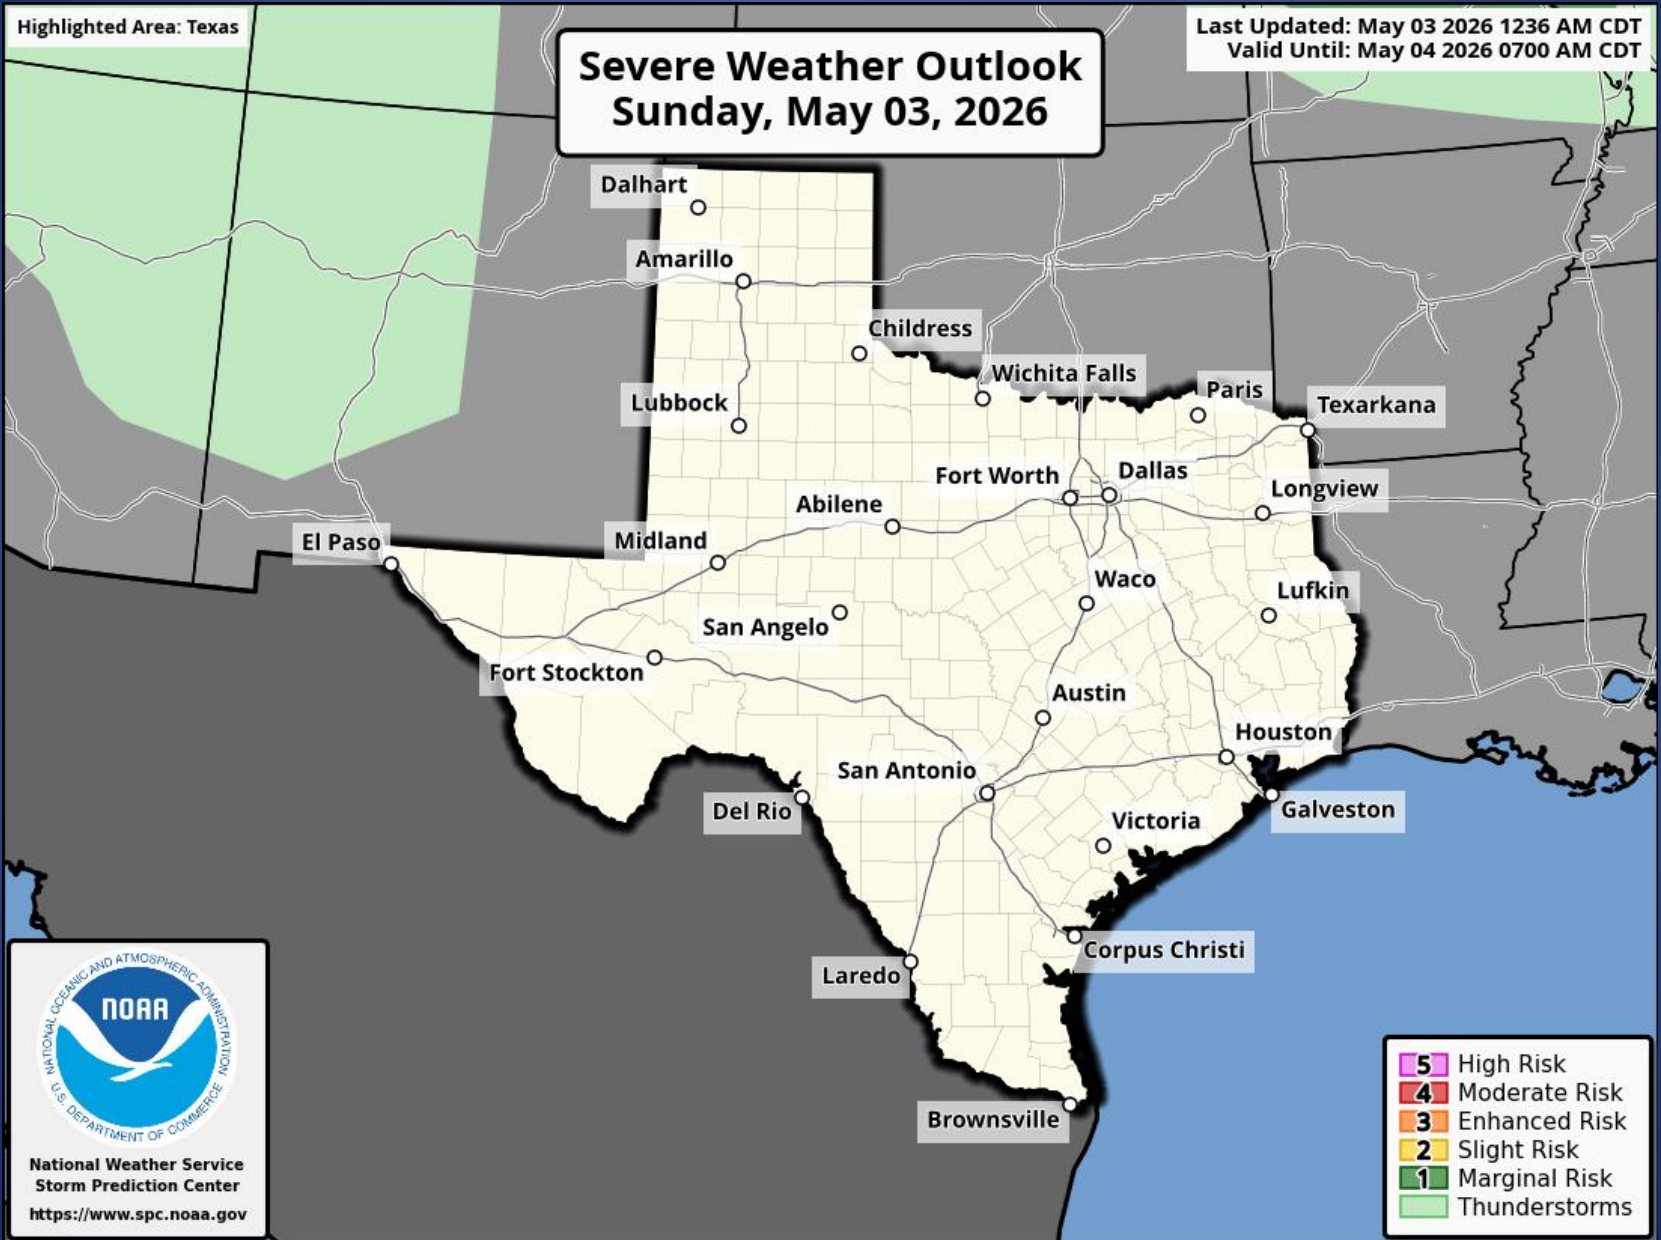 Highlighted Area: Texas
Severe Weather Outlook
Sunday, May 03, 2026
Last Updated: May 03 2026 1236 AM CDT
Valid Until: May 04 2026 0700 AM CDT
Dalhart
Amarillo
Childress
Wichita Falls
Paris
Texarkana
Lubbock
Fort Worth
Dallas
Longview
Abilene
El Paso
Midland
Waco
Lufkin
San Angelo
Fort Stockton
Austin
Houston
San Antonio
Del Rio
Galveston
Victoria
Corpus Christi
Laredo
Brownsville
NATIONAL OCEANIC AND ATMOSPHERIC ADMINISTRATION
NOAA
U.S. DEPARTMENT OF COMMERCE
National Weather Service
Storm Prediction Center
https://www.spc.noaa.gov
5 High Risk
4 Moderate Risk
3 Enhanced Risk
2 Slight Risk
1 Marginal Risk
Thunderstorms